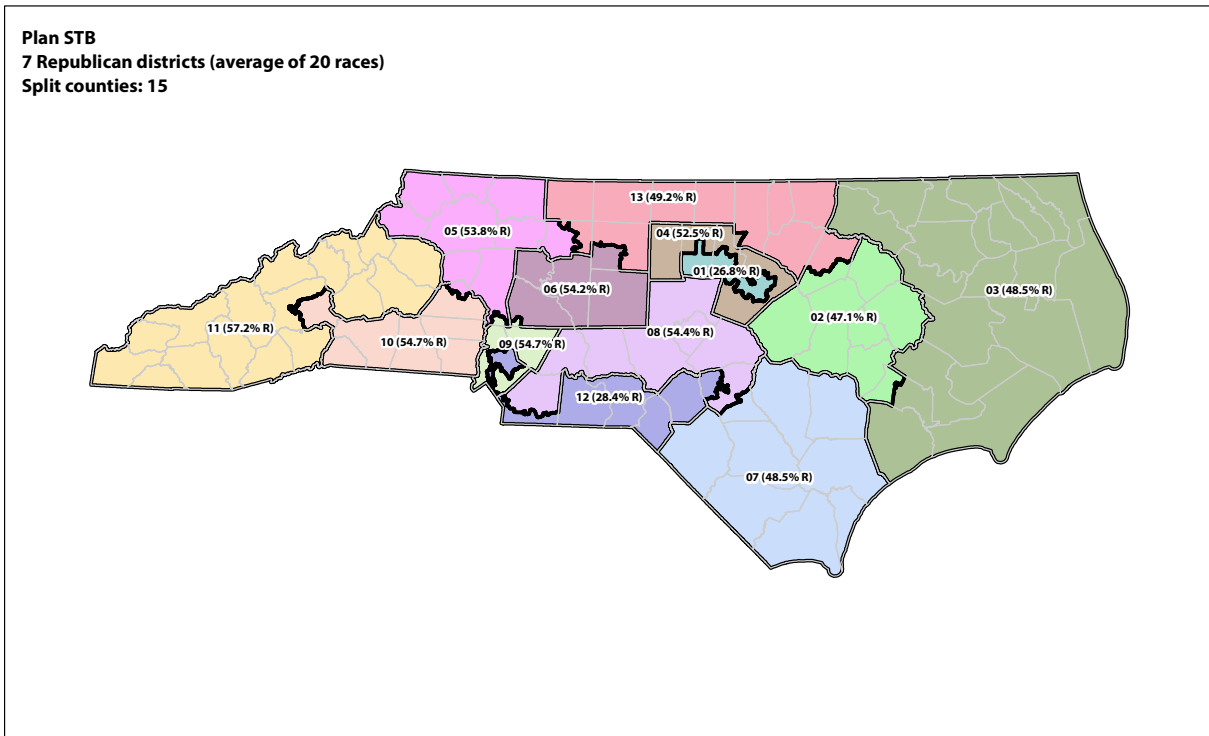 Plan STB
7 Republican districts (average of 20 races)
Split counties: 15
13 (49.2% R)
05 (53.8% R)
04 (52.5% R)
01 (26.8% R)
06 (54.2% R)
03 (48.5% R)
02 (47.1% R)
11 (57.2% R)
08 (54.4% R)
10 (54.7% R)
09 (54.7% R)
12 (28.4% R)
07 (48.5% R)